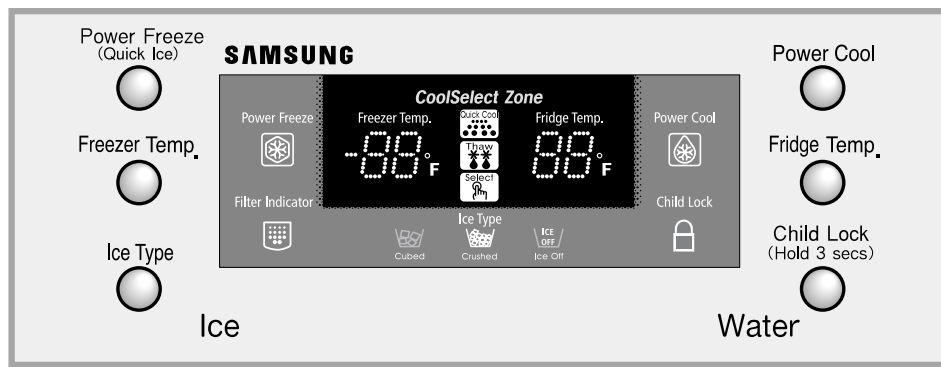 Power Freeze
(Quick Ice)
SAMSUNG
Power Cool
CoolSelect Zone
Power Freeze
Freezer Temp.
Quick Cool
Fridge Temp.
Power Cool
Freezer Temp.
-88°F
Thaw
88°F
Fridge Temp.
Select
Filter Indicator
Child Lock
Ice Type
Ice Type
ICE
OFF
Cubed
Crushed
Ice Off
Child Lock
(Hold 3 secs)
Ice
Water